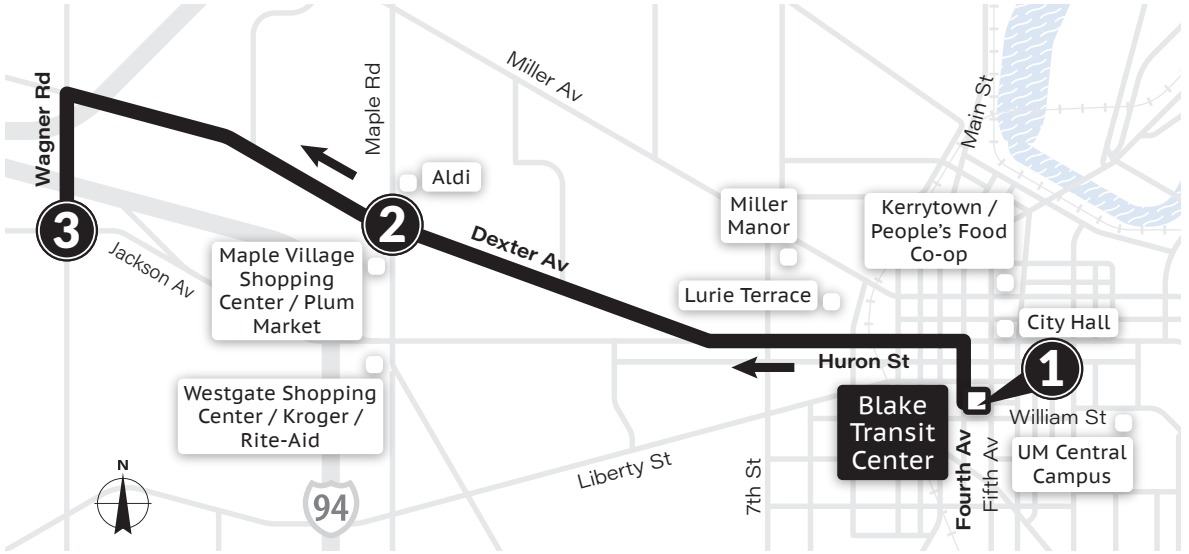 Wagner Rd
Maple Rd
Miller Av
Main St
Aldi
2
3
Dexter Av
Jackson Av
Maple Village
Shopping
Center / Plum
Market
Miller
Manor
Kerrytown /
People's Food
Co-op
Lurie Terrace
City Hall
Huron St
1
Westgate Shopping
Center / Kroger /
Rite-Aid
Blake
Transit
Center
William St
UM Central
Campus
Fourth Av
Fifth Av
7th St
Liberty St
N
94